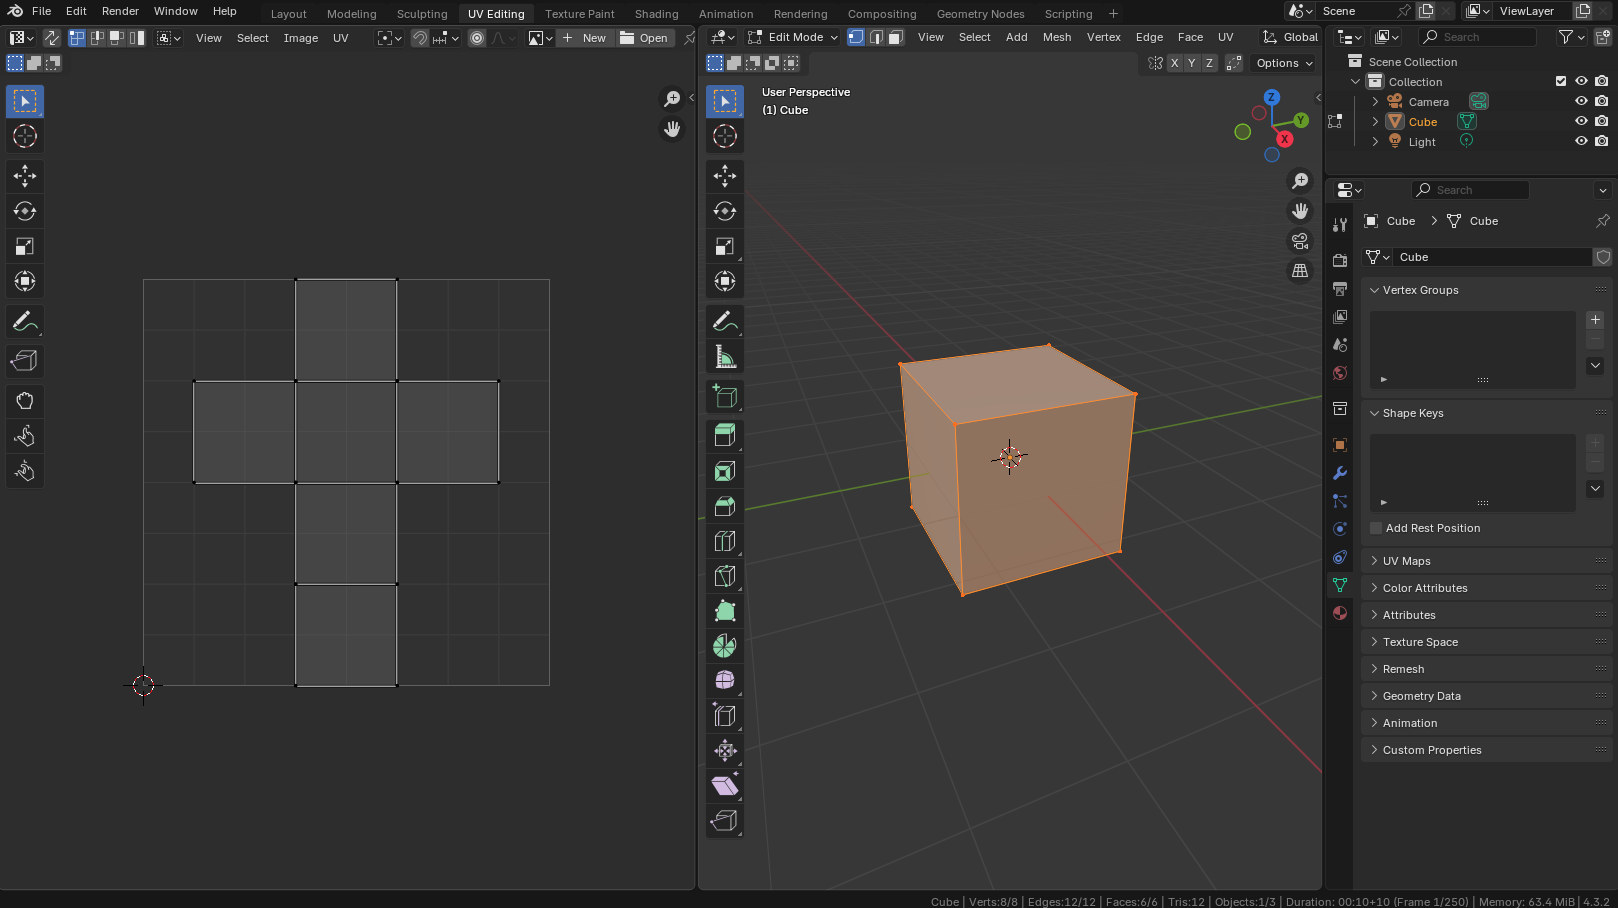 File Edit Render Window Help Layout Modeling Sculpting UV Editing Texture Paint Shading Animation Rendering Compositing Geometry Nodes Scripting + Scene ViewLayer
View Select Image UV New Open
Edit Mode View Select Add Mesh Vertex Edge Face UV Global
Search
X Y Z Options
User Perspective
(1) Cube
Z
Y
X
Scene Collection
Collection
Camera
Cube
Light
Search
Cube Cube
Cube
Vertex Groups
Shape Keys
Add Rest Position
UV Maps
Color Attributes
Attributes
Texture Space
Remesh
Geometry Data
Animation
Custom Properties
Cube | Verts:8/8 | Edges:12/12 | Faces:6/6 | Tris:12 | Objects:1/3 | Duration: 00:10+10 (Frame 1/250) | Memory: 63.4 MiB | 4.3.2